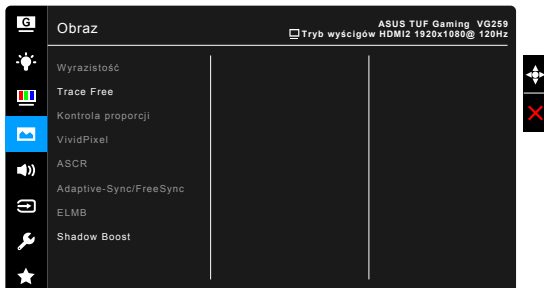 G
Obraz
ASUS TUF Gaming VG259
Tryb wyścigów HDMI2 1920x1080@ 120Hz
Wyrazistość
Trace Free
Kontrola proporcji
VividPixel
ASCR
Adaptive-Sync/FreeSync
ELMB
Shadow Boost